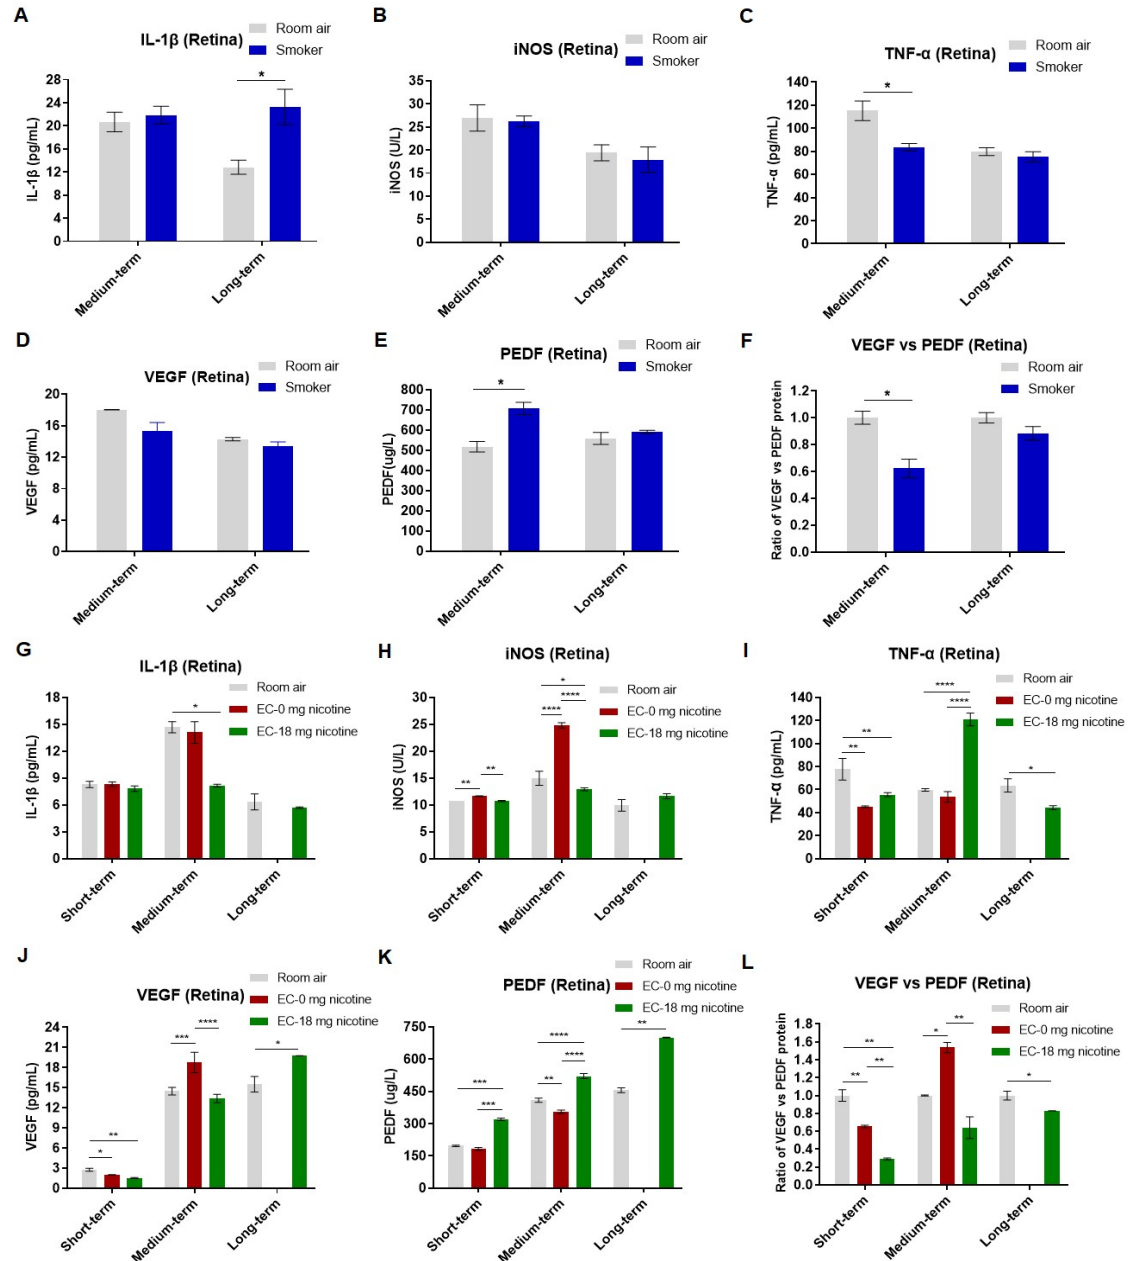 A
IL-1β (Retina)
Room air
Smoker
*
IL-1β (pg/mL)
28
24
20
16
12
8
4
0
Medium-term
Long-term
B
iNOS (Retina)
Room air
Smoker
iNOS (U/L)
35
30
25
20
15
10
5
0
Medium-term
Long-term
C
TNF-α (Retina)
Room air
Smoker
*
TNF-α (pg/mL)
140
120
100
80
60
40
20
0
Medium-term
Long-term
D
VEGF (Retina)
Room air
Smoker
VEGF (pg/mL)
20
16
12
8
4
0
Medium-term
Long-term
E
PEDF (Retina)
Room air
Smoker
*
PEDF(ug/L)
800
700
600
500
400
300
200
100
0
Medium-term
Long-term
F
VEGF vs PEDF (Retina)
Room air
Smoker
*
Ratio of VEGF vs PEDF protein
1.2
1.0
0.8
0.6
0.4
0.2
0.0
Medium-term
Long-term
G
IL-1β (Retina)
Room air
EC-0 mg nicotine
EC-18 mg nicotine
*
IL-1β (pg/mL)
18
15
12
9
6
3
0
Short-term
Medium-term
Long-term
H
iNOS (Retina)
Room air
EC-0 mg nicotine
EC-18 mg nicotine
*
****
****
**
**
iNOS (U/L)
30
25
20
15
10
5
0
Short-term
Medium-term
Long-term
I
TNF-α (Retina)
Room air
EC-0 mg nicotine
EC-18 mg nicotine
****
****
**
**
*
TNF-α (pg/mL)
140
120
100
80
60
40
20
0
Short-term
Medium-term
Long-term
J
VEGF (Retina)
Room air
EC-0 mg nicotine
EC-18 mg nicotine
***
****
*
**
*
VEGF (pg/mL)
24
21
18
15
12
9
6
3
0
Short-term
Medium-term
Long-term
K
PEDF (Retina)
Room air
EC-0 mg nicotine
EC-18 mg nicotine
**
****
****
**
***
***
PEDF (ug/L)
750
600
450
300
150
0
Short-term
Medium-term
Long-term
L
VEGF vs PEDF (Retina)
Room air
EC-0 mg nicotine
EC-18 mg nicotine
**
*
**
**
**
*
Ratio of VEGF vs PEDF protein
1.8
1.6
1.4
1.2
1.0
0.8
0.6
0.4
0.2
0.0
Short-term
Medium-term
Long-term